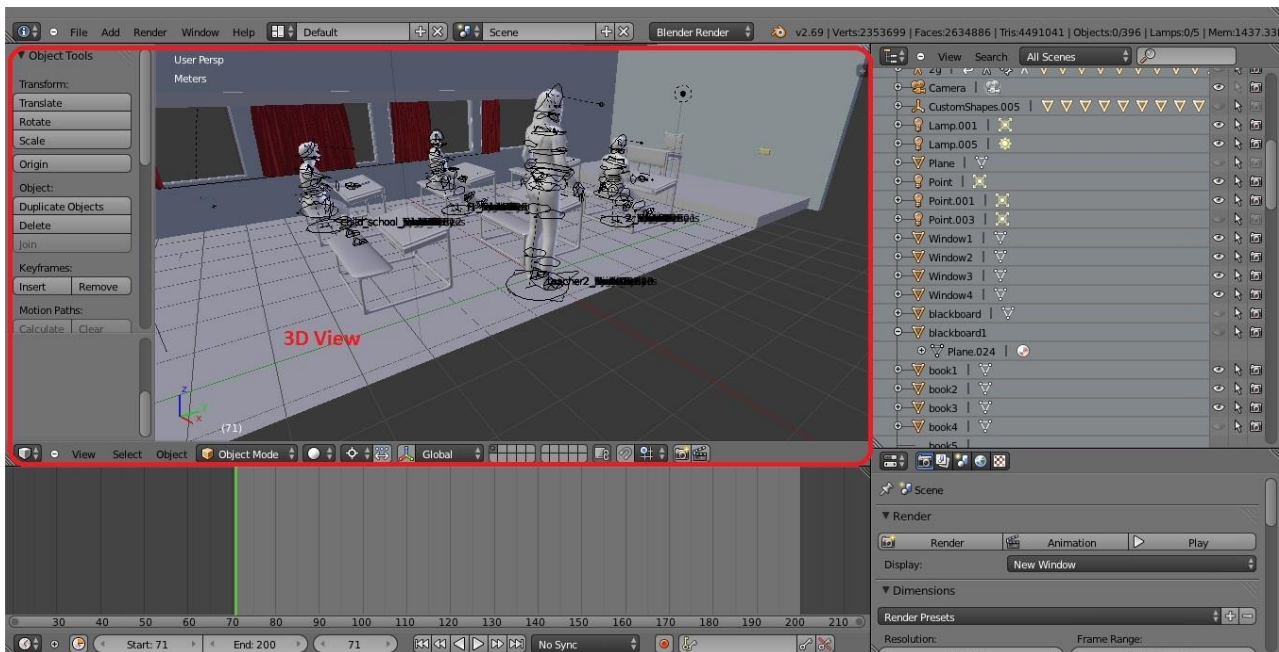 File Add Render Window Help Default Scene Blender Render v2.69 | Verts:2353699 | Faces:2634886 | Tris:4491041 | Objects:0/396 | Lamps:0/5 | Mem:1437.33
Object Tools
Transform:
Translate
Rotate
Scale
Origin
Object:
Duplicate Objects
Delete
Join
Keyframes:
Insert Remove
Motion Paths:
Calculate Clear
User Persp
Meters
child_school
3D View
z
y
x
(71)
View Select Object Object Mode Global
View Search All Scenes
Camera |
CustomShapes.005 |
Lamp.001 |
Lamp.005 |
Plane |
Point |
Point.001 |
Point.003 |
Window1 |
Window2 |
Window3 |
Window4 |
blackboard |
blackboard1
Plane.024 |
book1 |
book2 |
book3 |
book4 |
book5 |
30 40 50 60 70 80 90 100 110 120 130 140 150 160 170 180 190 200 210
Start: 71 End: 200 71 No Sync
Scene
Render
Render Animation Play
Display: New Window
Dimensions
Render Presets
Resolution: Frame Range: